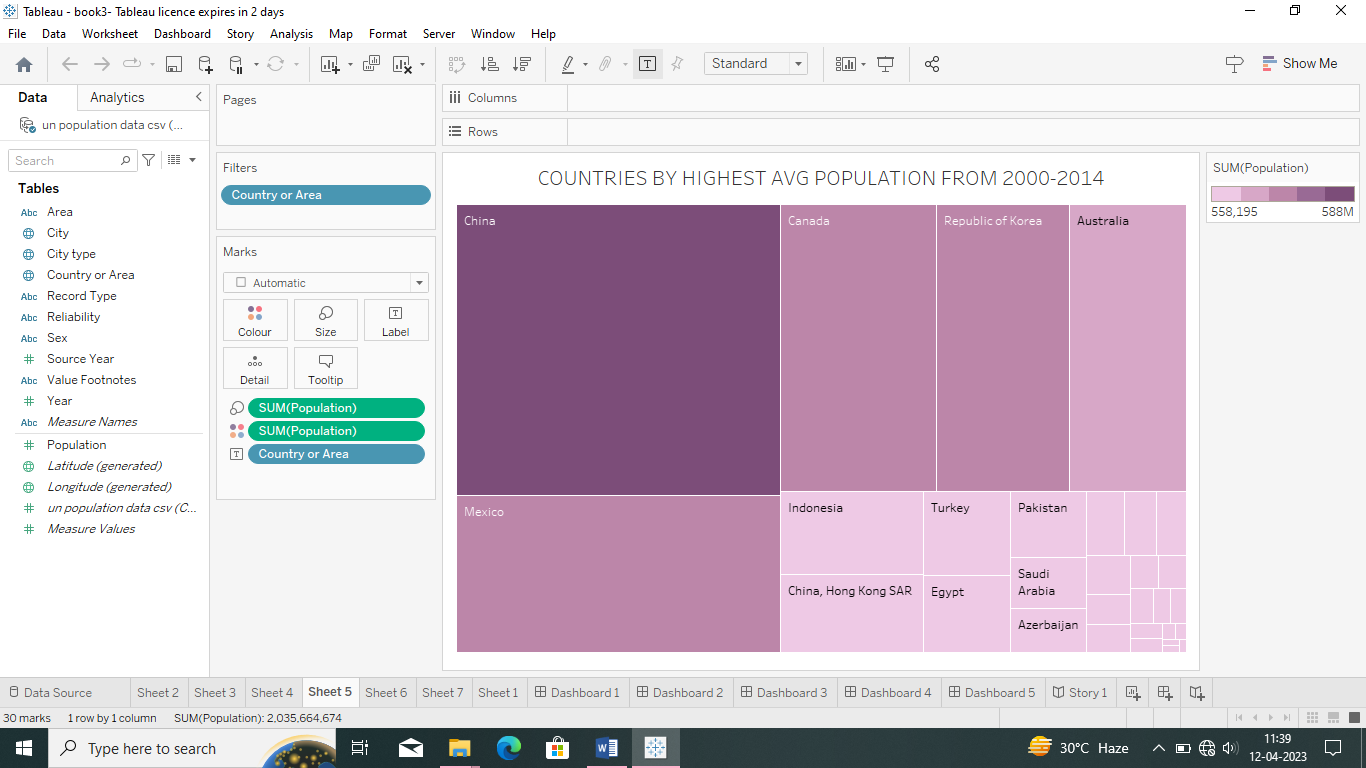 Tableau - book3- Tableau licence expires in 2 days
File Data Worksheet Dashboard Story Analysis Map Format Server Window Help
Standard
Show Me
Data Analytics
un population data csv (...
Search
Tables
Abc Area
City
City type
Country or Area
Abc Record Type
Abc Reliability
Abc Sex
Source Year
Abc Value Footnotes
Year
Abc Measure Names
Population
Latitude (generated)
Longitude (generated)
un population data csv (C...
Measure Values
Pages
Filters
Country or Area
Marks
Automatic
Colour Size Label
Detail Tooltip
SUM(Population)
SUM(Population)
Country or Area
Columns
Rows
COUNTRIES BY HIGHEST AVG POPULATION FROM 2000-2014
China
Canada
Republic of Korea
Australia
Mexico
Indonesia
Turkey
Pakistan
China, Hong Kong SAR
Egypt
Saudi
Arabia
Azerbaijan
SUM(Population)
558,195 588M
Data Source Sheet 2 Sheet 3 Sheet 4 Sheet 5 Sheet 6 Sheet 7 Sheet 1 Dashboard 1 Dashboard 2 Dashboard 3 Dashboard 4 Dashboard 5 Story 1
30 marks 1 row by 1 column SUM(Population): 2,035,664,674
Type here to search
30°C Haze
11:39
12-04-2023